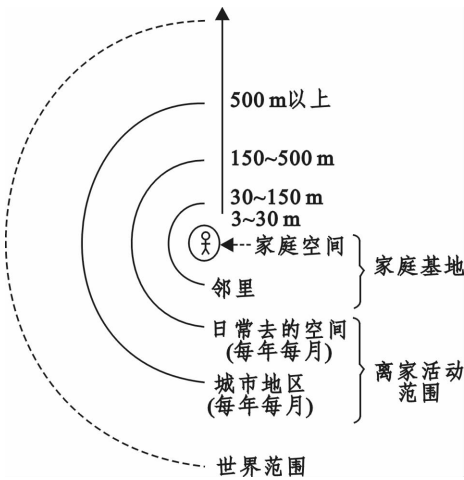 500 m以上
150~500 m
30~150 m
3~30 m
家庭空间
家庭基地
邻里
日常去的空间
(每年每月)
离家活动
范围
城市地区
(每年每月)
世界范围